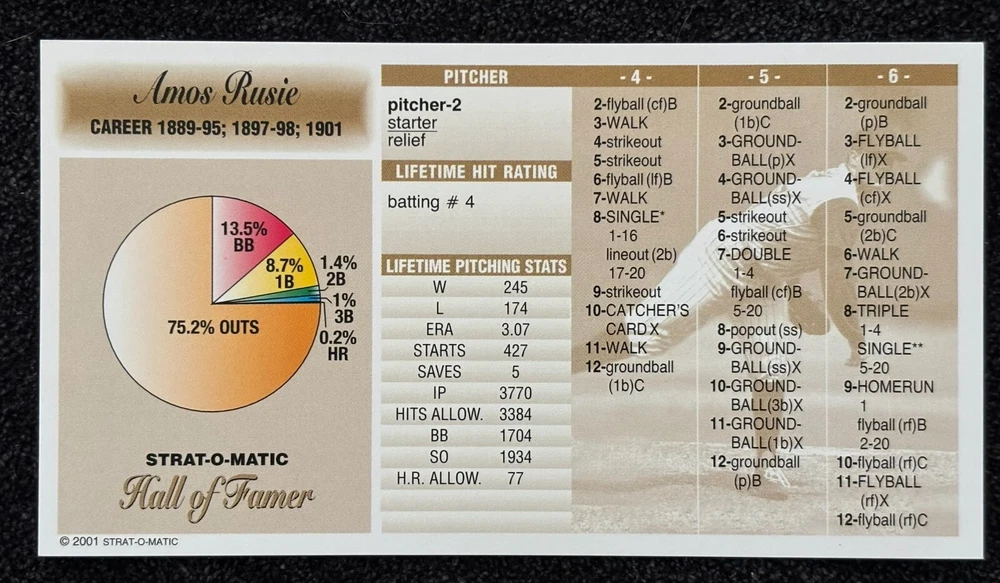 Amos Rusie
CAREER 1889-95; 1897-98; 1901
13.5%
BB
8.7%
1B
1.4%
2B
1%
3B
0.2%
HR
75.2% OUTS
STRAT-O-MATIC
Hall of Famer
© 2001 STRAT-O-MATIC
PITCHER
pitcher-2
starter
relief
LIFETIME HIT RATING
batting # 4
LIFETIME PITCHING STATS
W 245
L 174
ERA 3.07
STARTS 427
SAVES 5
IP 3770
HITS ALLOW. 3384
BB 1704
SO 1934
H.R. ALLOW. 77
- 4 -
2-flyball (cf)B
3-WALK
4-strikeout
5-strikeout
6-flyball (lf)B
7-WALK
8-SINGLE*
1-16
lineout (2b)
17-20
9-strikeout
10-CATCHER'S
CARD X
11-WALK
12-groundball
(1b)C
- 5 -
2-groundball
(1b)C
3-GROUND-
BALL(p)X
4-GROUND-
BALL(ss)X
5-strikeout
6-strikeout
7-DOUBLE
1-4
flyball (cf)B
5-20
8-popout (ss)
9-GROUND-
BALL(ss)X
10-GROUND-
BALL(3b)X
11-GROUND-
BALL(1b)X
12-groundball
(p)B
- 6 -
2-groundball
(p)B
3-FLYBALL
(lf)X
4-FLYBALL
(cf)X
5-groundball
(2b)C
6-WALK
7-GROUND-
BALL(2b)X
8-TRIPLE
1-4
SINGLE**
5-20
9-HOMERUN
1
flyball (rf)B
2-20
10-flyball (rf)C
11-FLYBALL
(rf)X
12-flyball (rf)C